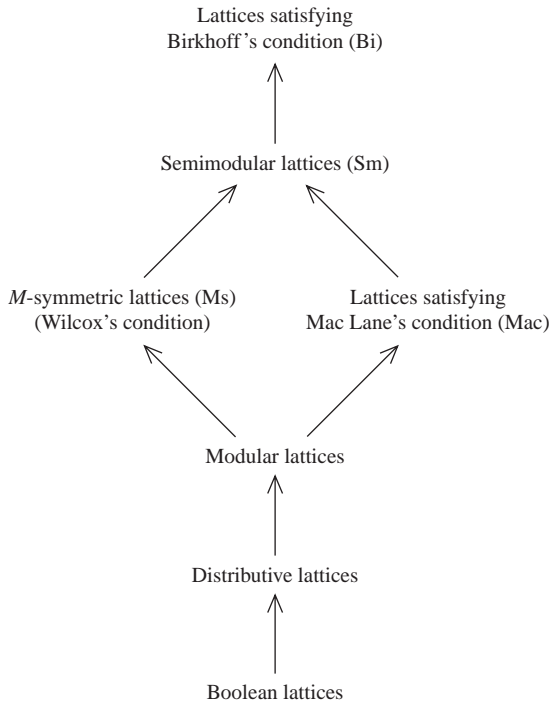 Lattices satisfying
Birkhoff's condition (Bi)
Semimodular lattices (Sm)
M-symmetric lattices (Ms)
(Wilcox's condition)
Lattices satisfying
Mac Lane's condition (Mac)
Modular lattices
Distributive lattices
Boolean lattices